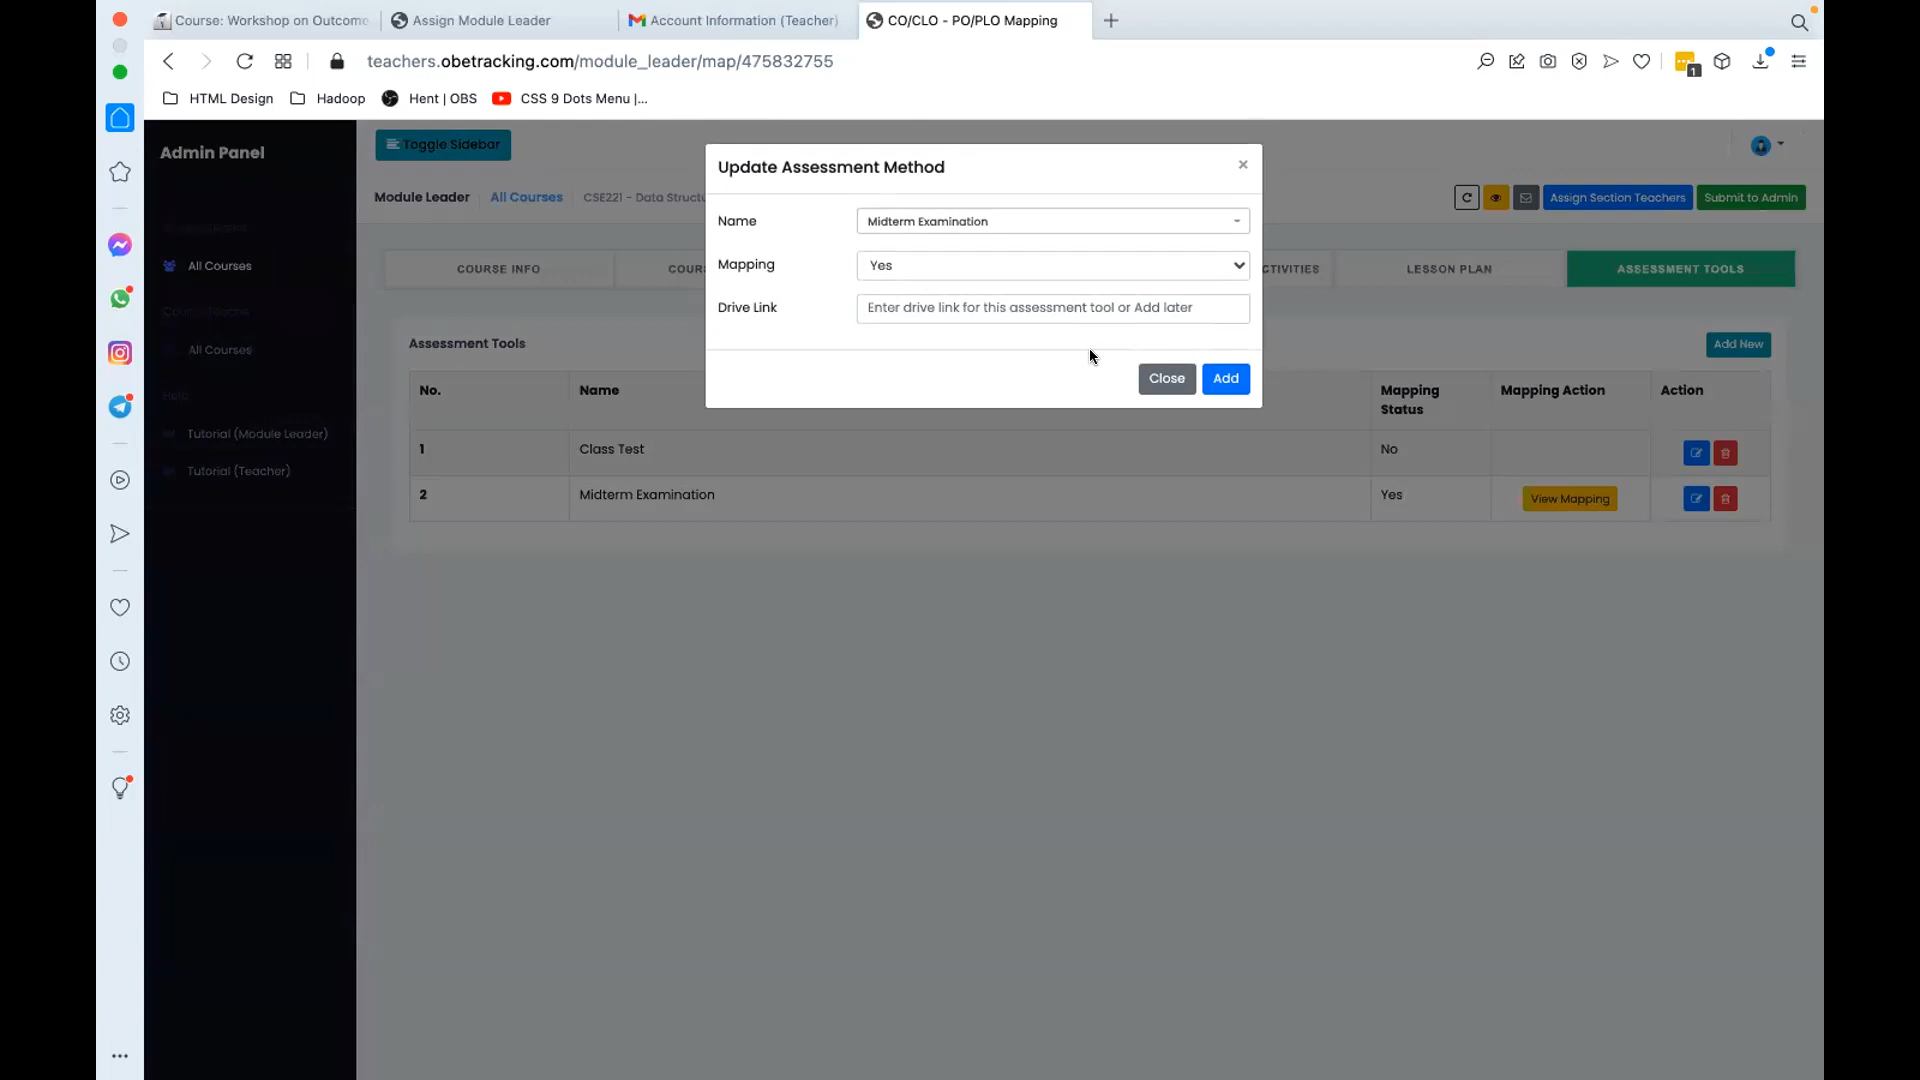 Course: Workshop on Outcome
Assign Module Leader
Account Information (Teacher)
CO/CLO - PO/PLO Mapping
teachers.obetracking.com/module_leader/map/475832755
1
HTML Design
Hadoop
Hent | OBS
CSS 9 Dots Menu |...
Admin Panel
Toggle Sidebar
Update Assessment Method
×
Module Leader
All Courses
CSE221 - Data Structu
Assign Section Teachers
Submit to Admin
Name
Midterm Examination
Mapping
Yes
Drive Link
Enter drive link for this assessment tool or Add later
Close
Add
All Courses
All Courses
Help
Tutorial (Module Leader)
Tutorial (Teacher)
COURSE INFO
COUR
CTIVITIES
LESSON PLAN
ASSESSMENT TOOLS
Assessment Tools
Add New
No.
Name
Mapping Status
Mapping Action
Action
1
Class Test
No
2
Midterm Examination
Yes
View Mapping